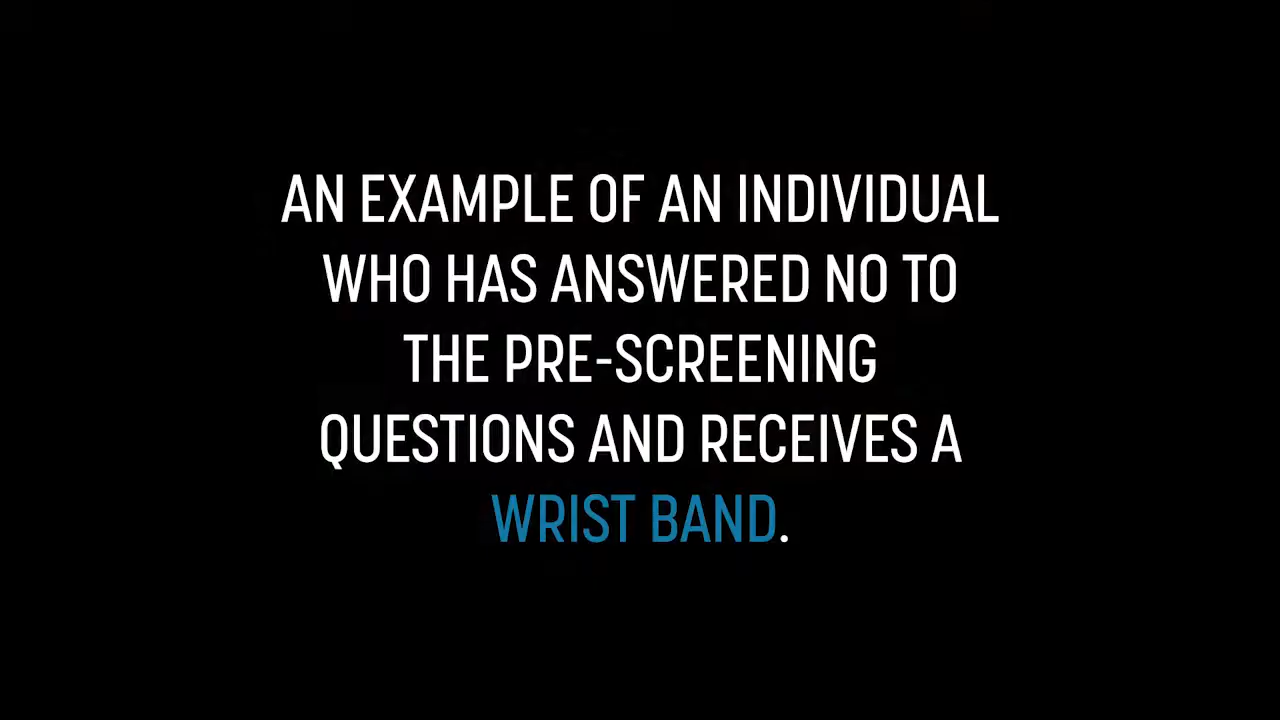 AN EXAMPLE OF AN INDIVIDUAL
WHO HAS ANSWERED NO TO
THE PRE-SCREENING
QUESTIONS AND RECEIVES A
WRIST BAND.